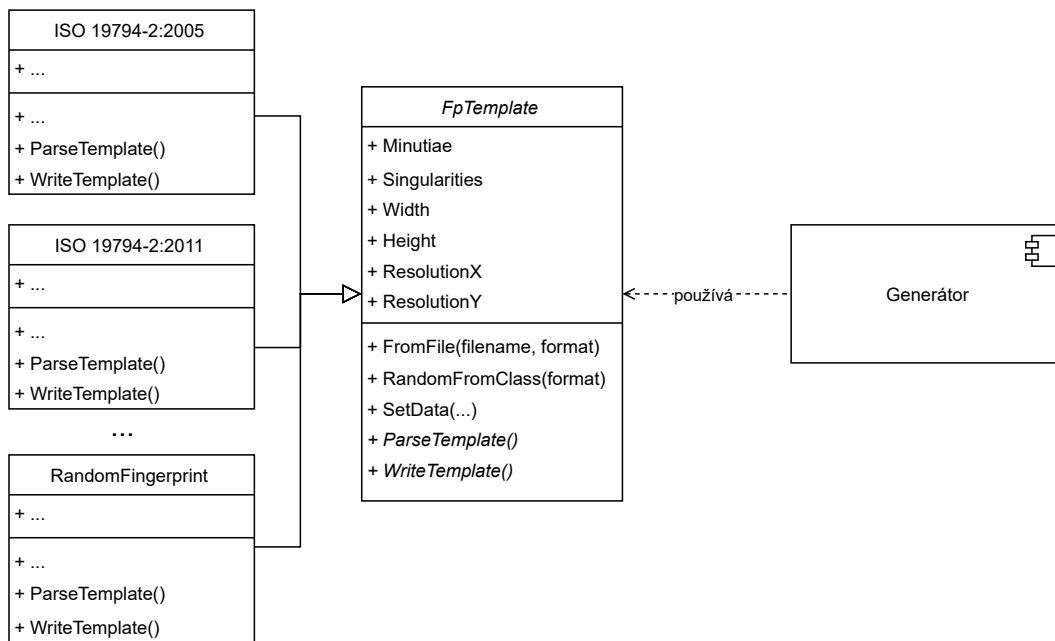 ISO 19794-2:2005
+ ...
+ ...
+ ParseTemplate()
+ WriteTemplate()
ISO 19794-2:2011
+ ...
+ ...
+ ParseTemplate()
+ WriteTemplate()
...
RandomFingerprint
+ ...
+ ...
+ ParseTemplate()
+ WriteTemplate()
FpTemplate
+ Minutiae
+ Singularities
+ Width
+ Height
+ ResolutionX
+ ResolutionY
+ FromFile(filename, format)
+ RandomFromClass(format)
+ SetData(...)
+ ParseTemplate()
+ WriteTemplate()
používá
Generátor